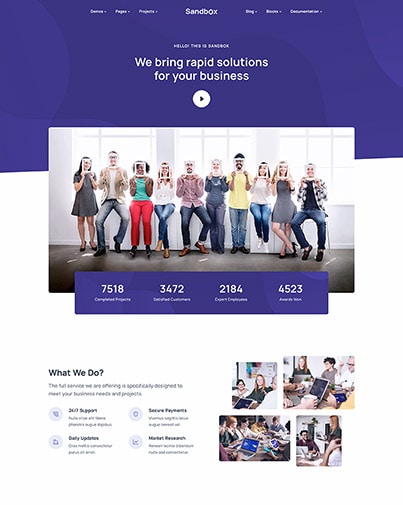 Demos Pages Projects Sandbox Blog Blocks Documentation
HELLO! THIS IS SANDBOX
We bring rapid solutions
for your business
7518 3472 2184 4523
Completed Projects Satisfied Customers Expert Employees Awards Won
What We Do?
The full service we are offering is specifically designed to
meet your business needs and projects.
24/7 Support
Nulla vitae elit libero
pharetra augue dapibus.
Secure Payments
Vivamus sagittis lacus
augue laoreet vel.
Daily Updates
Cras mattis consectetur
purus sit amet.
Market Research
Aenean lacinia bibendum
nulla sed consectetur.